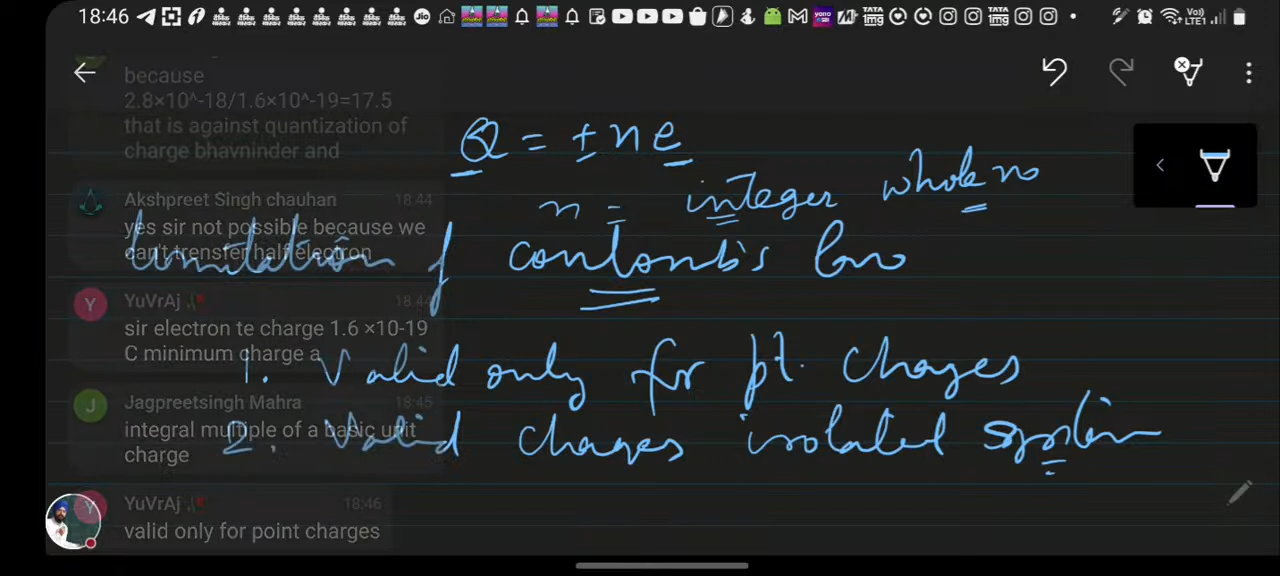 18:46
because
2.8×10^-18/1.6×10^-19=17.5
that is against quantization of
charge bhavninder and
Q = ±ne
Akshpreet Singh chauhan 18.44
yes sir not possible because we
can't trensfer half electron
n = integer whole no
limitation of coulomb's law
YuVrAj 18.44
sir electron te charge 1.6 ×10-19
C minimum charge a
1. Valid only for pt. charges
Jagpreetsingh Mahra 18:45
integral multiple of a basic unit
charge
2. Valid charges isolated system
YuVrAj 18:46
valid only for point charges